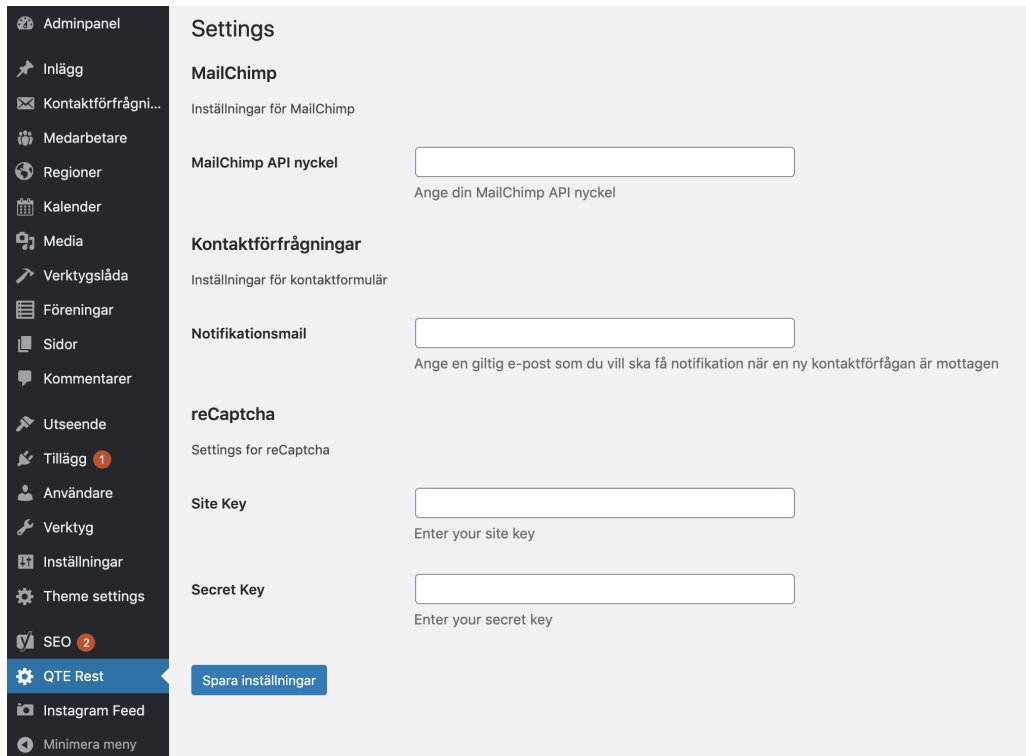 Adminpanel
Inlägg
Kontaktförfrågni...
Medarbetare
Regioner
Kalender
Media
Verktygslåda
Föreningar
Sidor
Kommentarer
Utseende
Tillägg 1
Användare
Verktyg
Inställningar
Theme settings
SEO 2
QTE Rest
Instagram Feed
Minimera meny
Settings
MailChimp
Inställningar för MailChimp
MailChimp API nyckel
Ange din MailChimp API nyckel
Kontaktförfrågningar
Inställningar för kontaktformulär
Notifikationsmail
Ange en giltig e-post som du vill ska få notifikation när en ny kontaktförfågan är mottagen
reCaptcha
Settings for reCaptcha
Site Key
Enter your site key
Secret Key
Enter your secret key
Spara inställningar